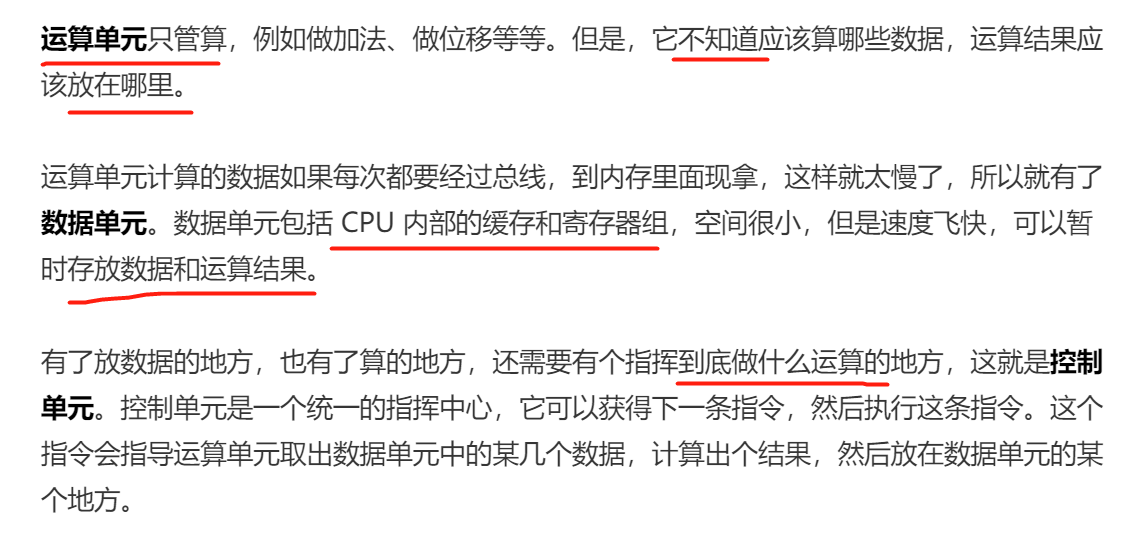 运算单元只管算，例如做加法、做位移等等。但是，它不知道应该算哪些数据，运算结果应
该放在哪里。
运算单元计算的数据如果每次都要经过总线，到内存里面现拿，这样就太慢了，所以就有了
数据单元。数据单元包括 CPU 内部的缓存和寄存器组，空间很小，但是速度飞快，可以暂
时存放数据和运算结果。
有了放数据的地方，也有了算的地方，还需要有个指挥到底做什么运算的地方，这就是控制
单元。控制单元是一个统一的指挥中心，它可以获得下一条指令，然后执行这条指令。这个
指令会指导运算单元取出数据单元中的某几个数据，计算出个结果，然后放在数据单元的某
个地方。